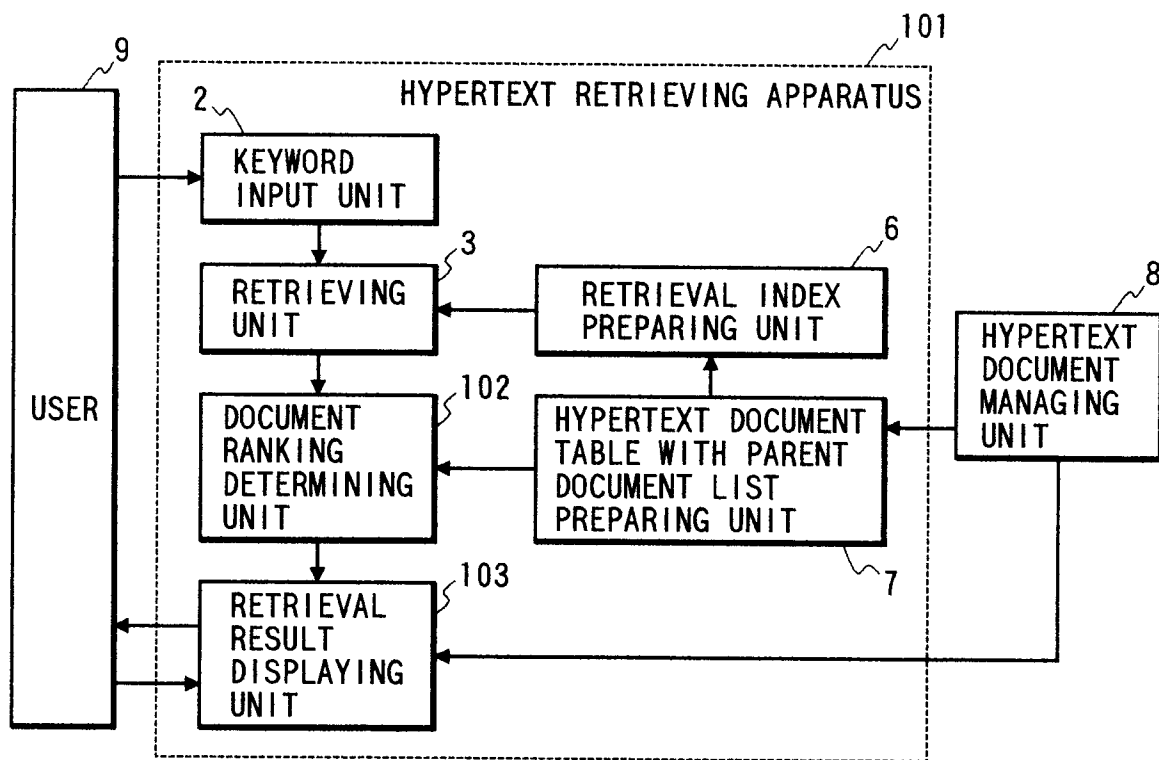 101
9
HYPERTEXT RETRIEVING APPARATUS
2
KEYWORD
INPUT UNIT
3
RETRIEVING
UNIT
6
RETRIEVAL INDEX
PREPARING UNIT
8
HYPERTEXT
DOCUMENT
MANAGING
UNIT
USER
102
DOCUMENT
RANKING
DETERMINING
UNIT
HYPERTEXT DOCUMENT
TABLE WITH PARENT
DOCUMENT LIST
PREPARING UNIT
7
103
RETRIEVAL
RESULT
DISPLAYING
UNIT